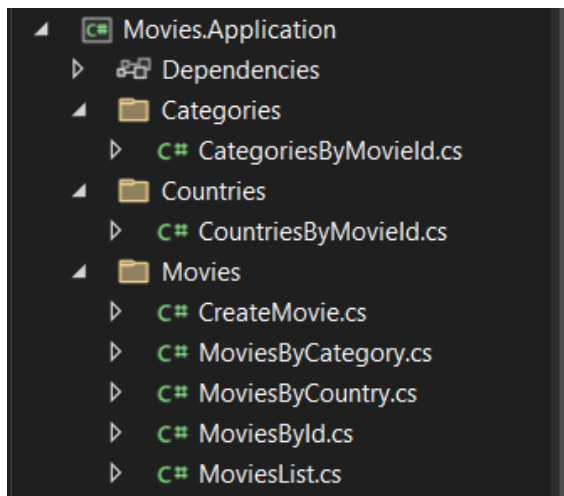 C# Movies.Application
Dependencies
Categories
C# CategoriesByMovieId.cs
Countries
C# CountriesByMovieId.cs
Movies
C# CreateMovie.cs
C# MoviesByCategory.cs
C# MoviesByCountry.cs
C# MoviesById.cs
C# MoviesList.cs